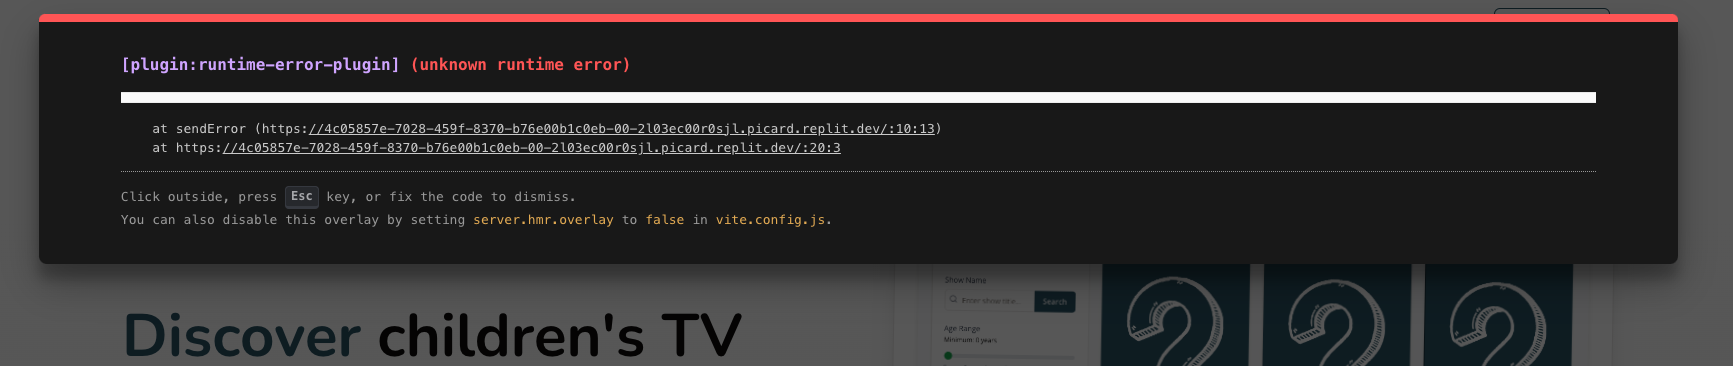 [plugin:runtime-error-plugin] (unknown runtime error)
at sendError (https://4c05857e-7028-459f-8370-b76e00b1c0eb-00-2l03ec00r0sjl.picard.replit.dev/:10:13)
at https://4c05857e-7028-459f-8370-b76e00b1c0eb-00-2l03ec00r0sjl.picard.replit.dev/:20:3
Click outside, press Esc key, or fix the code to dismiss.
You can also disable this overlay by setting server.hmr.overlay to false in vite.config.js.
Discover children's TV
Show Name
Enter show title...
Search
Age Range
Minimum: 0 years
2 2 2